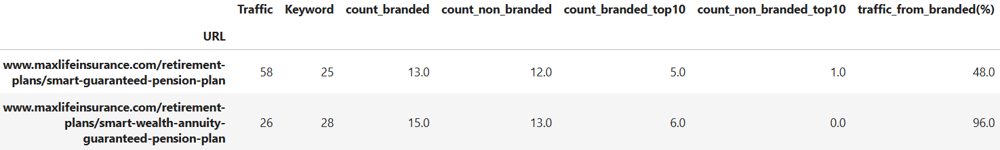 Traffic Keyword count_branded count_non_branded count_branded_top10 count_non_branded_top10 traffic_from_branded(%)
URL
www.maxlifeinsurance.com/retirement-
plans/smart-guaranteed-pension-plan 58 25 13.0 12.0 5.0 1.0 48.0
www.maxlifeinsurance.com/retirement-
plans/smart-wealth-annuity- 26 28 15.0 13.0 6.0 0.0 96.0
guaranteed-pension-plan